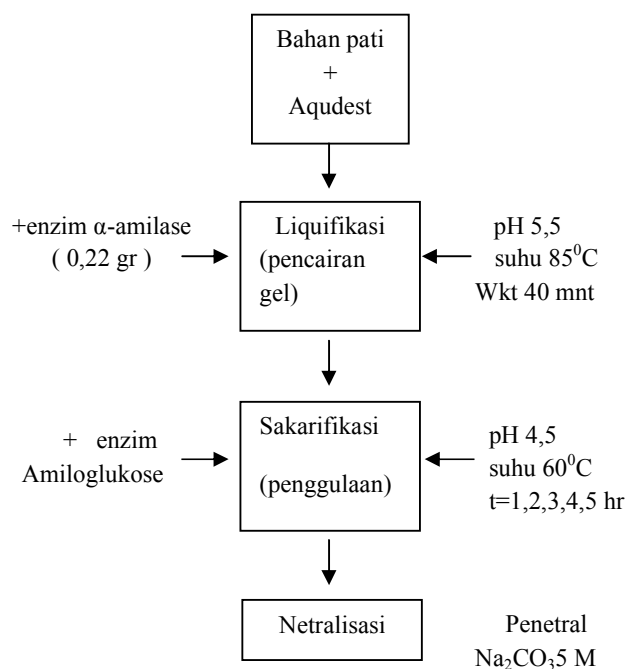 Bahan pati
+
Aqudest
+enzim α-amilase
( 0,22 gr )
Liquifikasi
(pencairan
gel)
pH 5,5
suhu 85⁰C
Wkt 40 mnt
+ enzim
Amiloglukose
Sakarifikasi
(penggulaan)
pH 4,5
suhu 60⁰C
t=1,2,3,4,5 hr
Netralisasi
Penetral
Na₂CO₃5 M